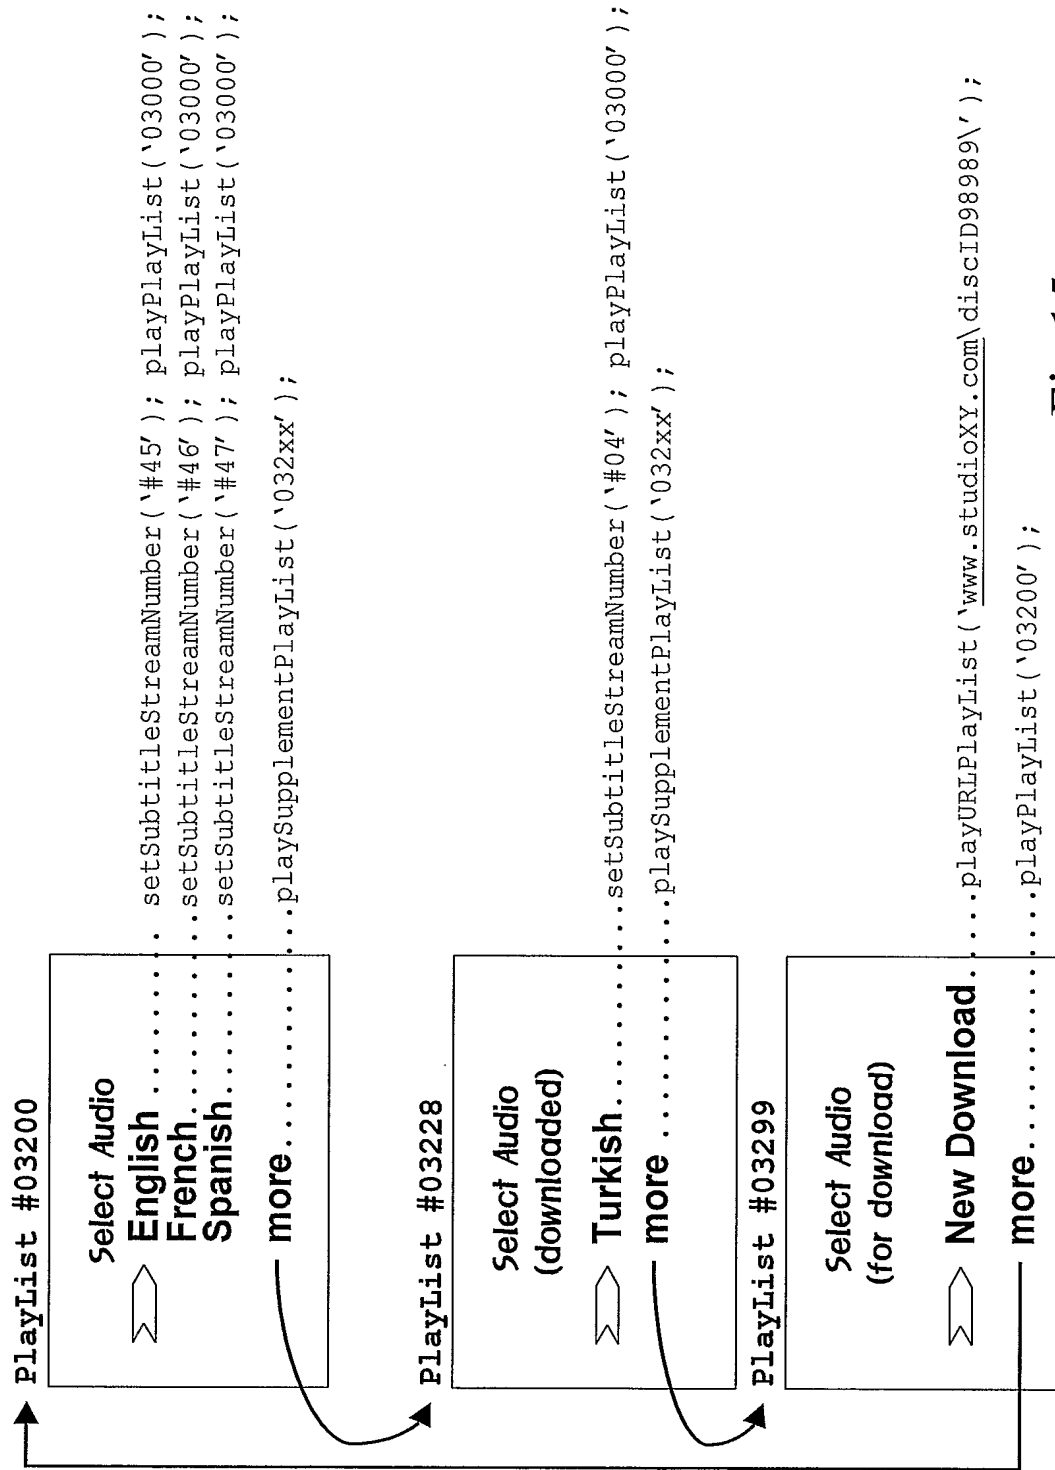 PlayList #03200
Select Audio
English .......... setSubtitleStreamNumber(‵#45′); playPlayList(‵03000′);
French............setSubtitleStreamNumber(‵#46′); playPlayList(‵03000′);
Spanish...........setSubtitleStreamNumber(‵#47′); playPlayList(‵03000′);
more..............playSupplementPlayList(‵032xx′);
PlayList #03228
Select Audio
(downloaded)
Turkish...........setSubtitleStreamNumber(‵#04′); playPlayList(‵03000′);
more ..............playSupplementPlayList(‵032xx′);
PlayList #03299
Select Audio
(for download)
New Download......playURLPlayList(‵www.studioXY.com\discID98989\′);
more..............playPlayList(‵03200′);